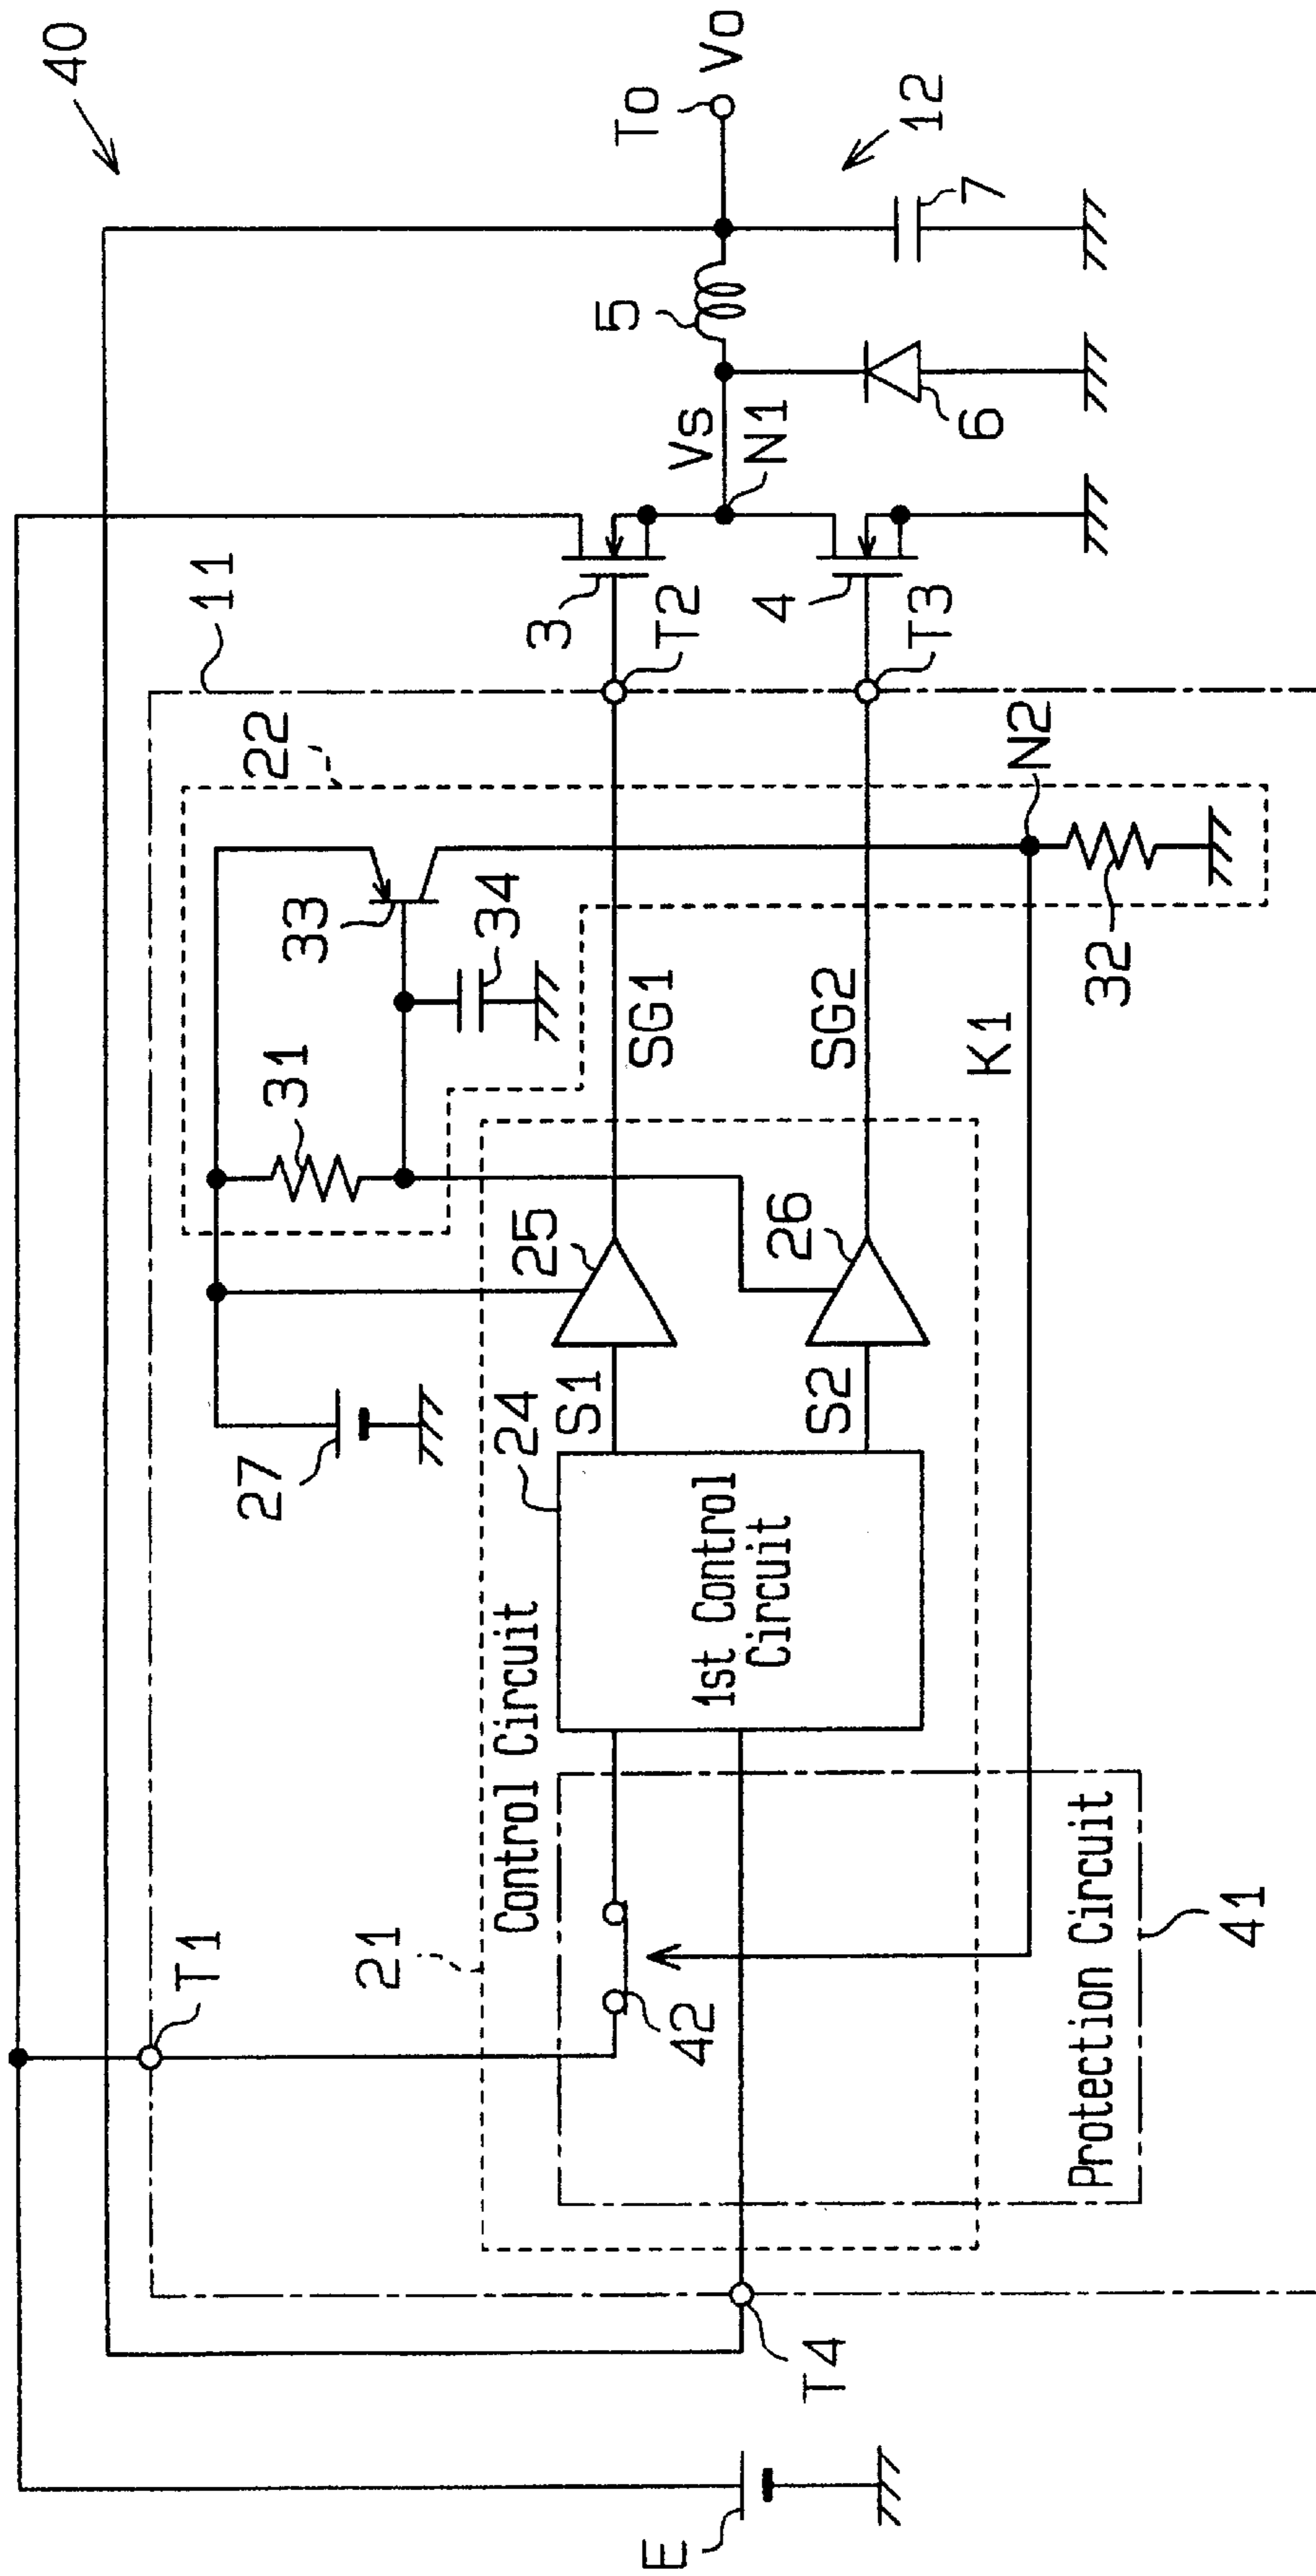 40
11
To
Vo
12
5
7
Vs
N1
6
3
T2
4
T3
22
33
34
31
SG1
SG2
N2
32
K1
25
26
27
24
S1
S2
1st Control
Circuit
Control Circuit
21
T1
42
Protection Circuit
41
T4
E